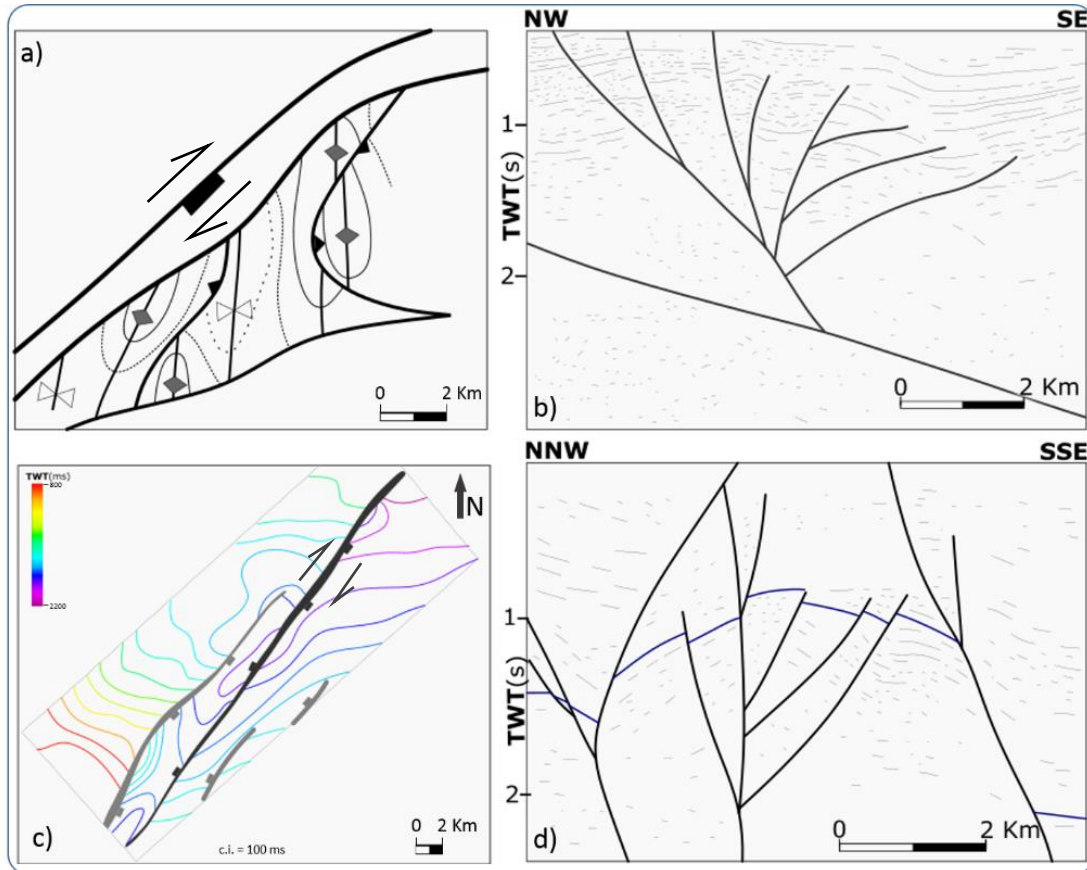 a)
0 2 Km
NW SE
1
TWT(s)
2
0 2 Km
b)
TWT(ms)
800
2200
N
c)
c.i. = 100 ms
0 2 Km
NNW SSE
1
TWT(s)
2
0 2 Km
d)